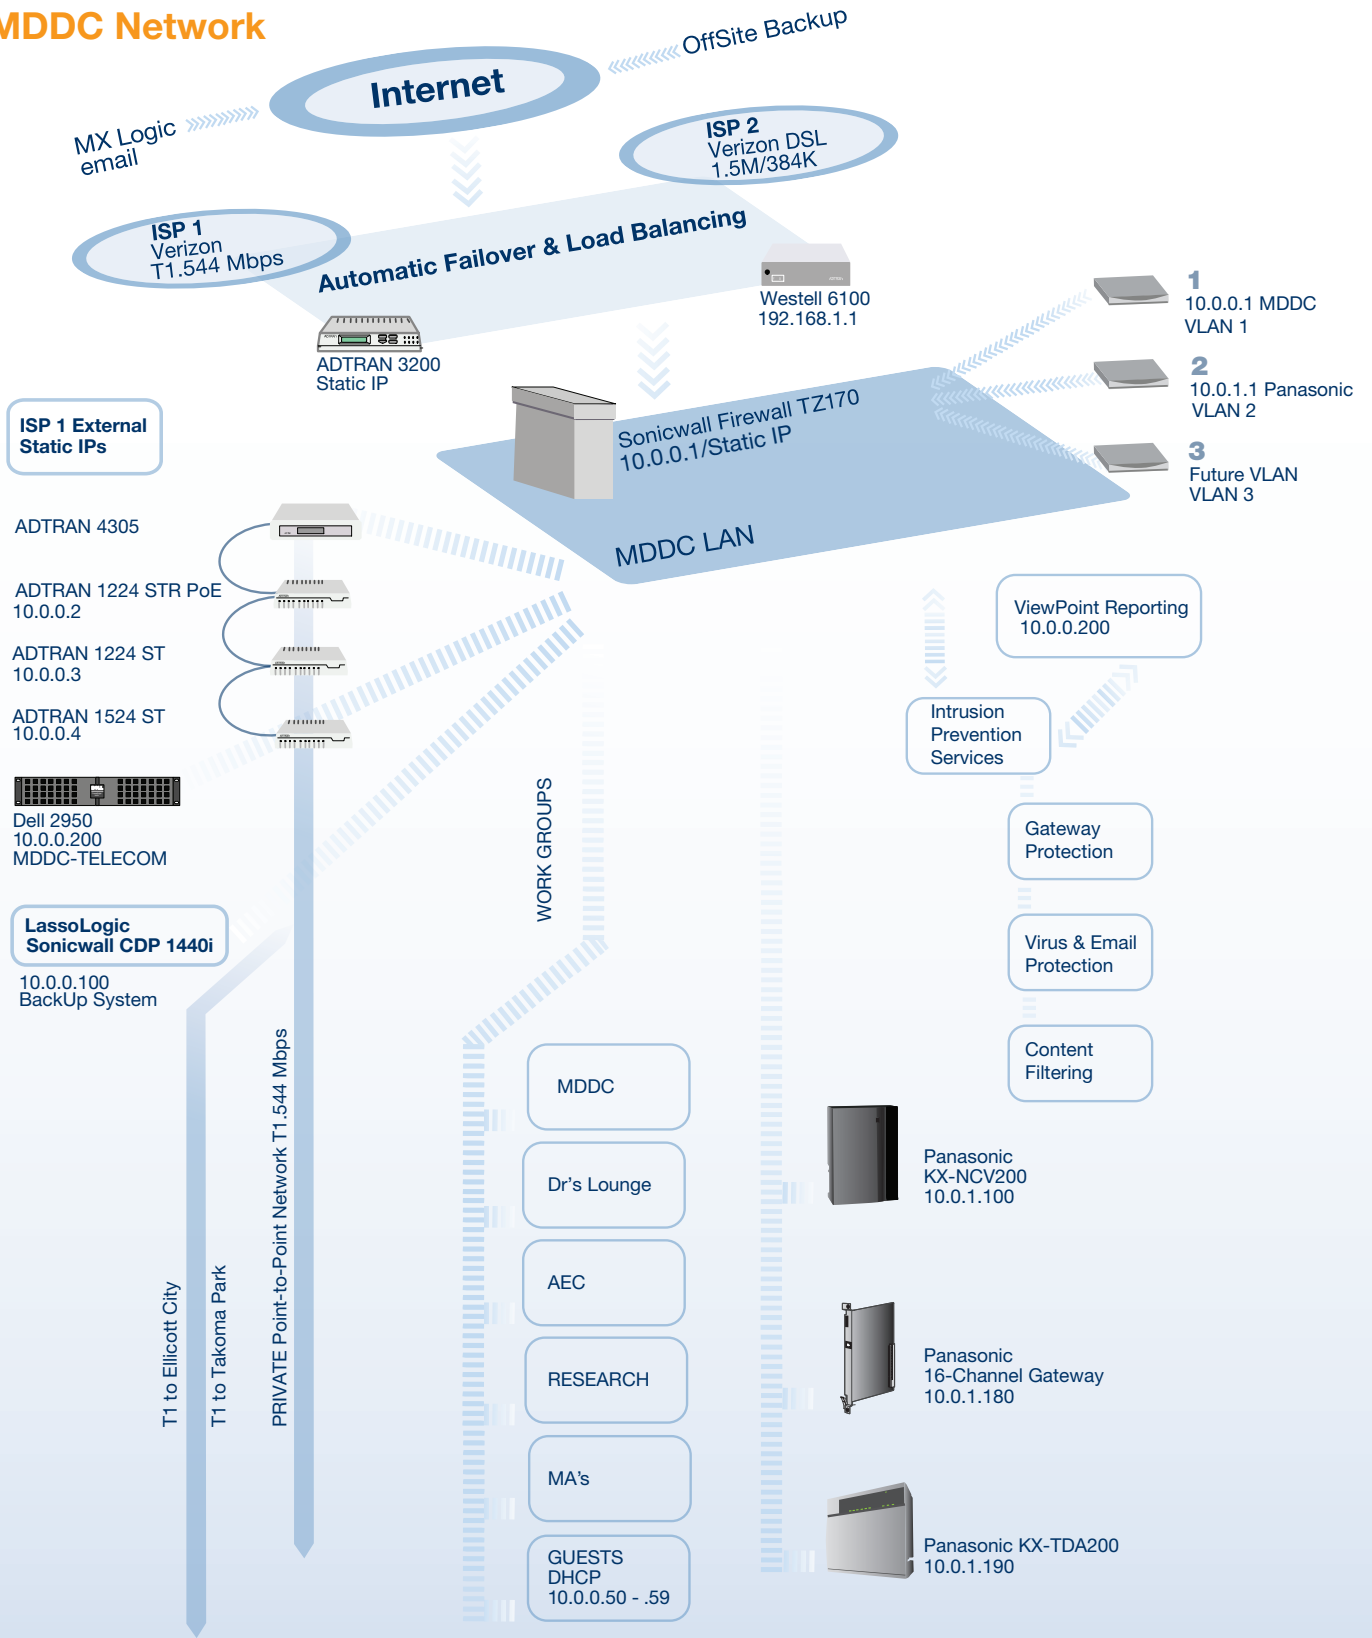 MDDC Network
OffSite Backup
Internet
MX Logic
email
ISP 2
Verizon DSL
1.5M/384K
ISP 1
Verizon
T1.544 Mbps
Automatic Failover & Load Balancing
Westell 6100
192.168.1.1
ADTRAN 3200
Static IP
1
10.0.0.1 MDDC
VLAN 1
2
10.0.1.1 Panasonic
VLAN 2
3
Future VLAN
VLAN 3
Sonicwall Firewall TZ170
10.0.0.1/Static IP
MDDC LAN
ISP 1 External
Static IPs
ADTRAN 4305
ADTRAN 1224 STR PoE
10.0.0.2
ADTRAN 1224 ST
10.0.0.3
ADTRAN 1524 ST
10.0.0.4
Dell 2950
10.0.0.200
MDDC-TELECOM
LassoLogic
Sonicwall CDP 1440i
10.0.0.100
BackUp System
ViewPoint Reporting
10.0.0.200
Intrusion
Prevention
Services
Gateway
Protection
Virus & Email
Protection
Content
Filtering
WORK GROUPS
T1 to Ellicott City
T1 to Takoma Park
PRIVATE Point-to-Point Network T1.544 Mbps
MDDC
Dr's Lounge
AEC
RESEARCH
MA's
GUESTS
DHCP
10.0.0.50 - .59
Panasonic
KX-NCV200
10.0.1.100
Panasonic
16-Channel Gateway
10.0.1.180
Panasonic KX-TDA200
10.0.1.190